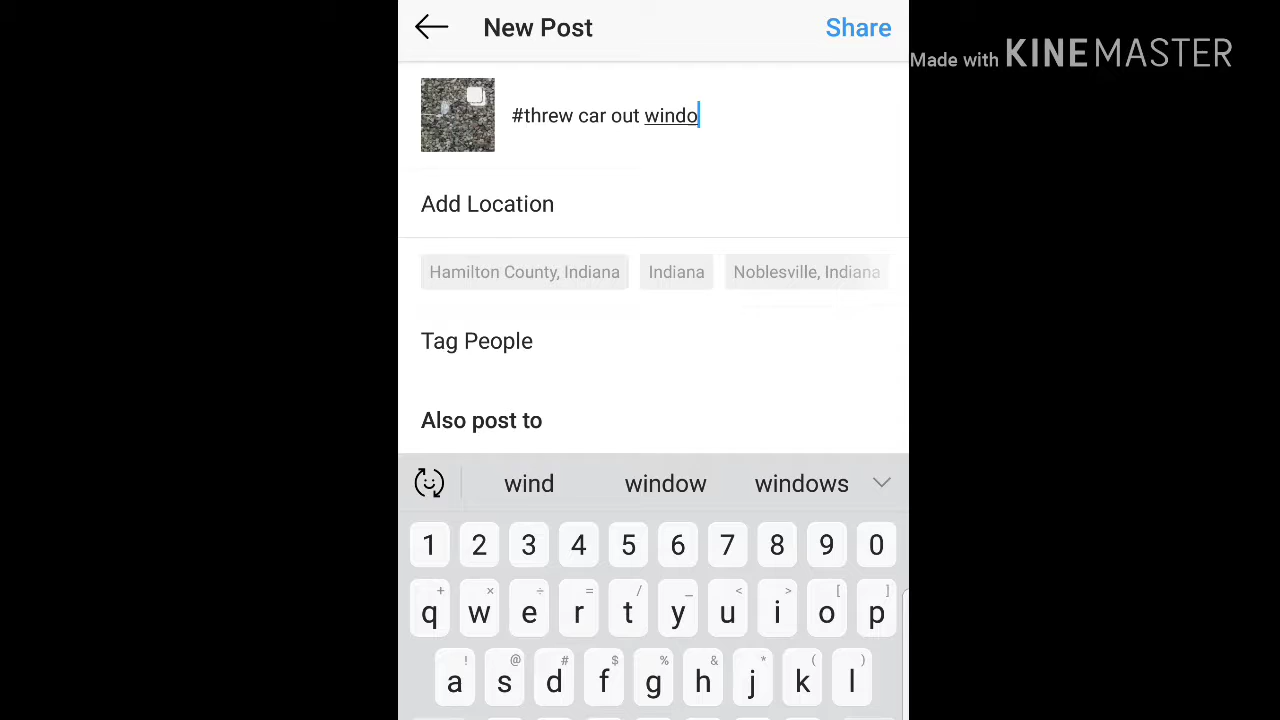 New Post
Share
Made with KINEMASTER
#threw car out windo
Add Location
Hamilton County, Indiana
Indiana
Noblesville, Indiana
Tag People
Also post to
wind
window
windows
1 2 3 4 5 6 7 8 9 0
+ × ÷ = / _ < > [ ]
q w e r t y u i o p
! @ # $ % & * ( )
a s d f g h j k l